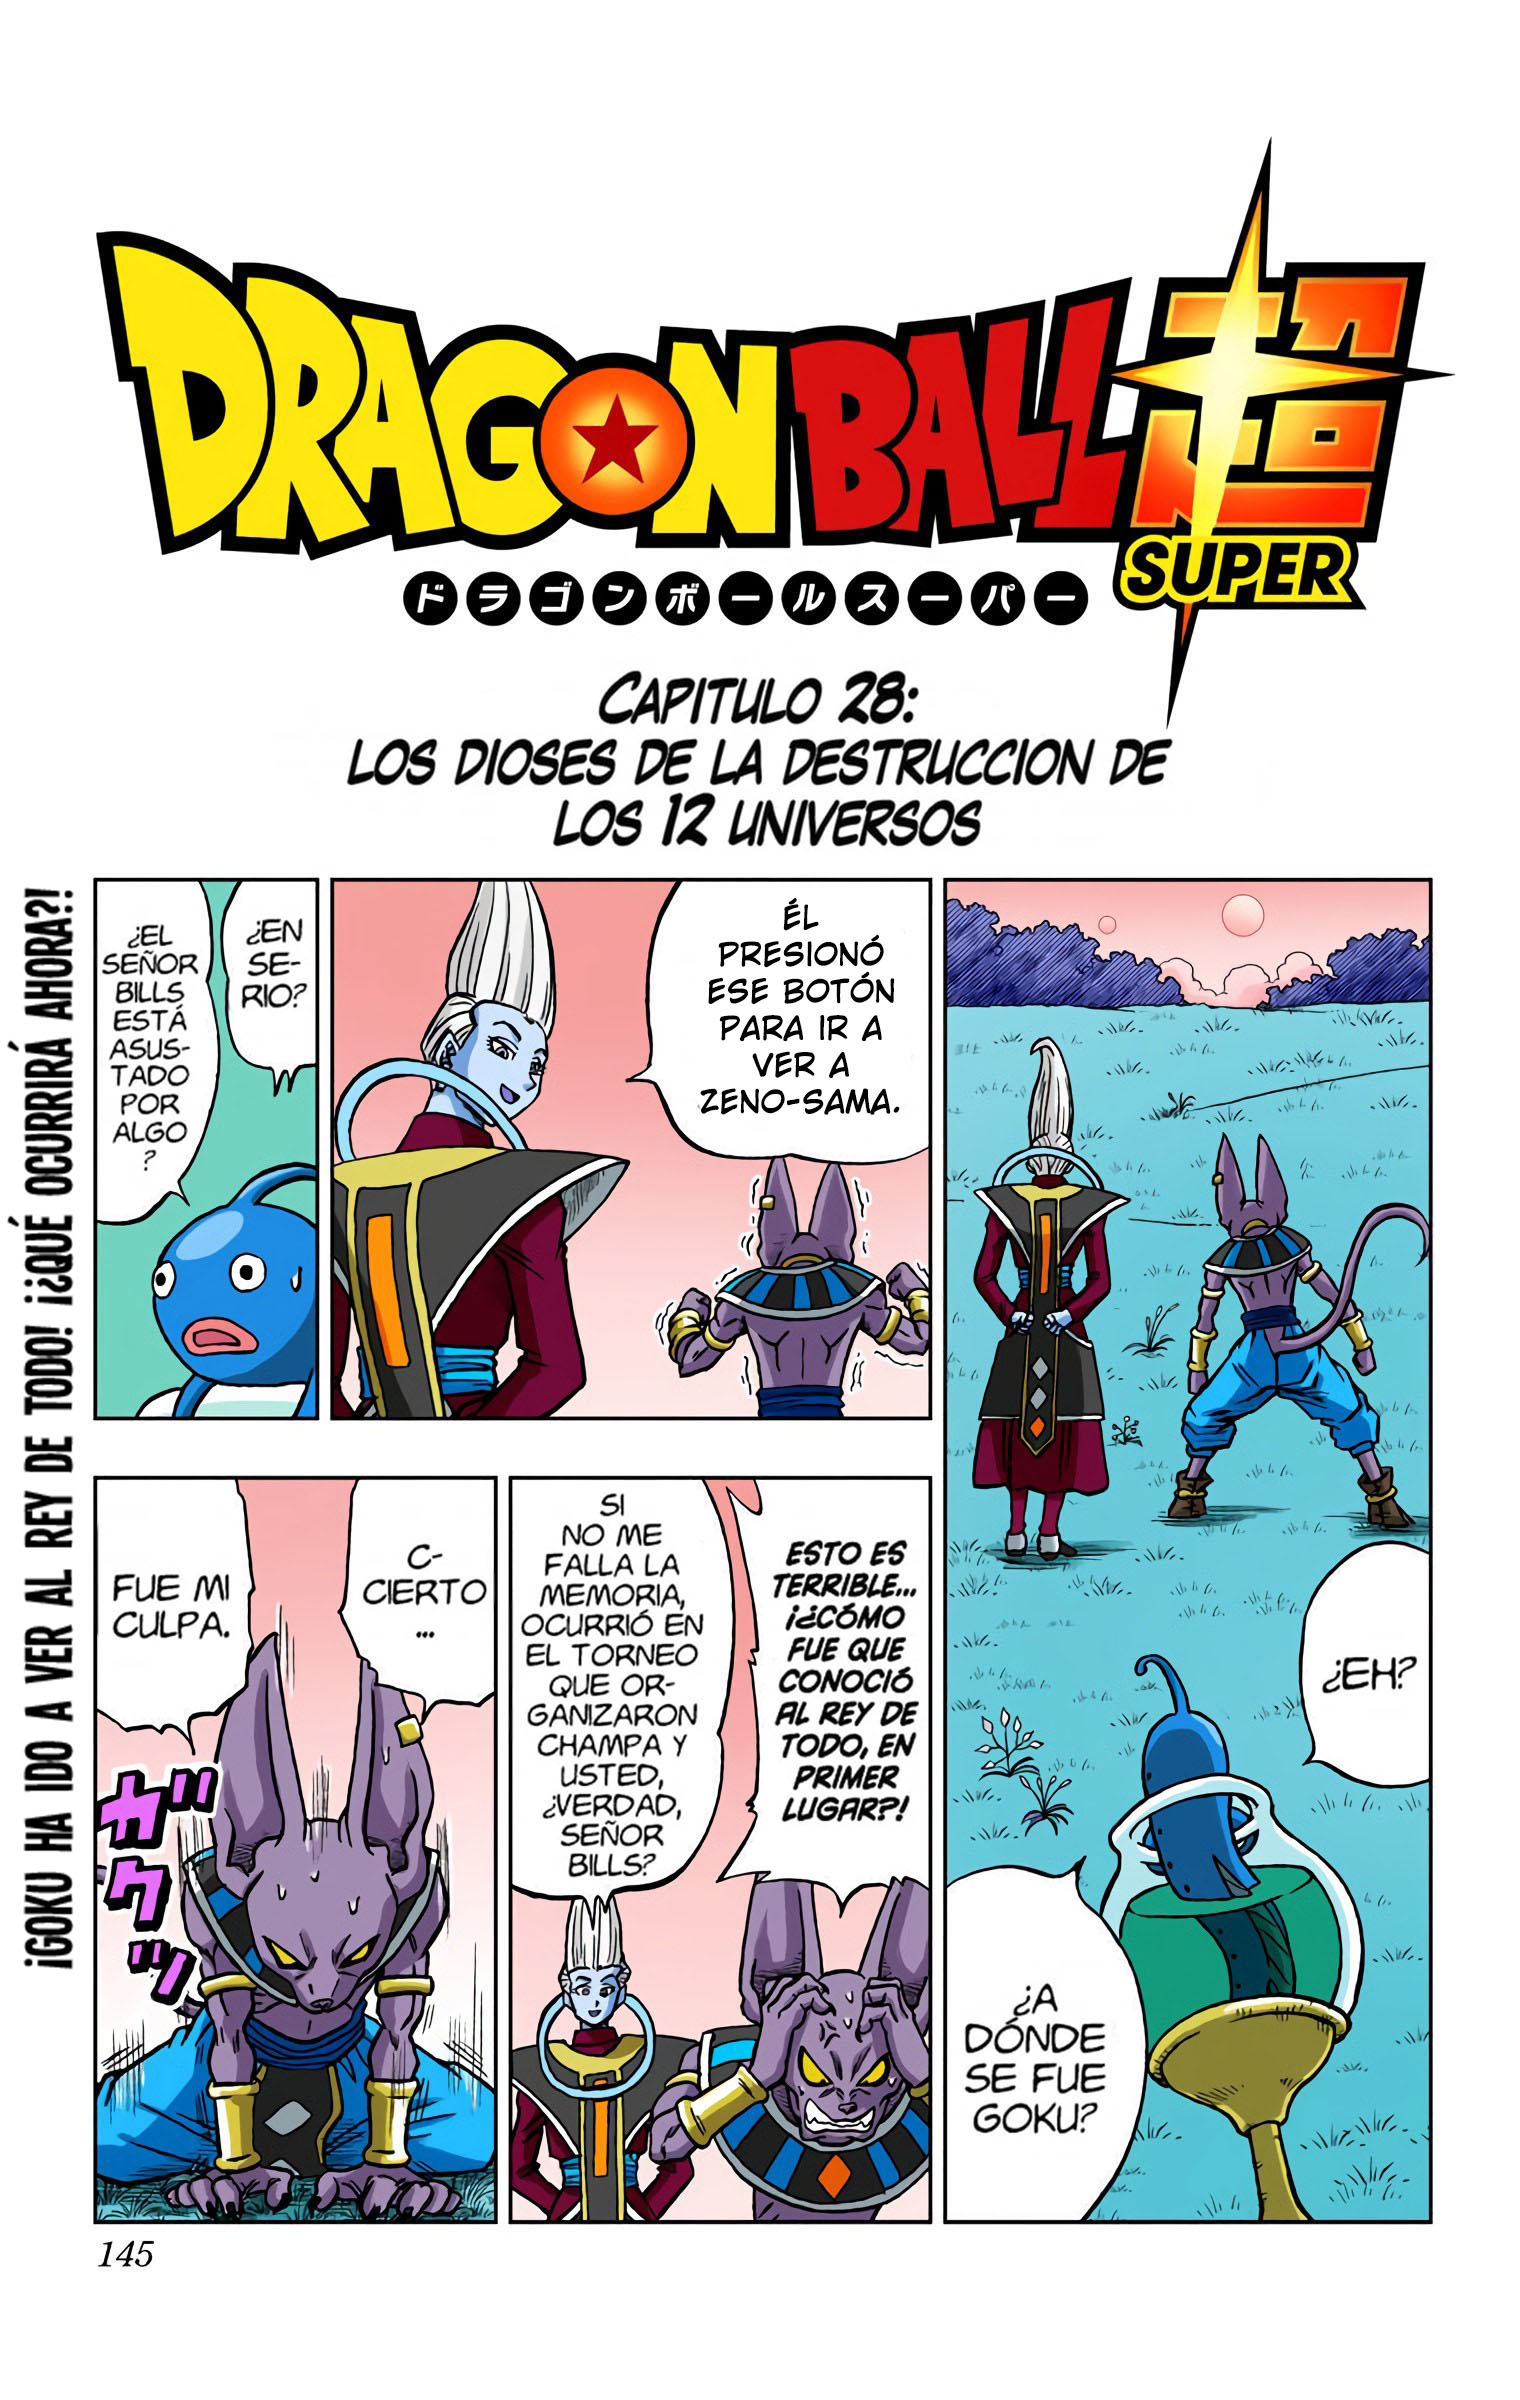 DRAGON BALL 超
SUPER
ドラゴンボールスーパー
CAPITULO 28:
LOS DIOSES DE LA DESTRUCCION DE
LOS 12 UNIVERSOS
¡GOKU HA IDO A VER AL REY DE TODO! ¡¿QUÉ OCURRIRÁ AHORA?!
¿EH?
¿A
DÓNDE
SE FUE
GOKU?
ÉL
PRESIONÓ
ESE BOTÓN
PARA IR A
VER A
ZENO-SAMA.
¿EN
SE-
RIO?
¿EL
SEÑOR
BILLS
ESTÁ
ASUS-
TADO
POR
ALGO
?
ESTO ES
TERRIBLE...
¡¿CÓMO
FUE QUE
CONOCIÓ
AL REY DE
TODO, EN
PRIMER
LUGAR?!
SI
NO ME
FALLA LA
MEMORIA,
OCURRIÓ EN
EL TORNEO
QUE OR-
GANIZARON
CHAMPA Y
USTED,
¿VERDAD,
SEÑOR
BILLS?
C-
CIERTO
...
FUE MI
CULPA.
ガクッ
145